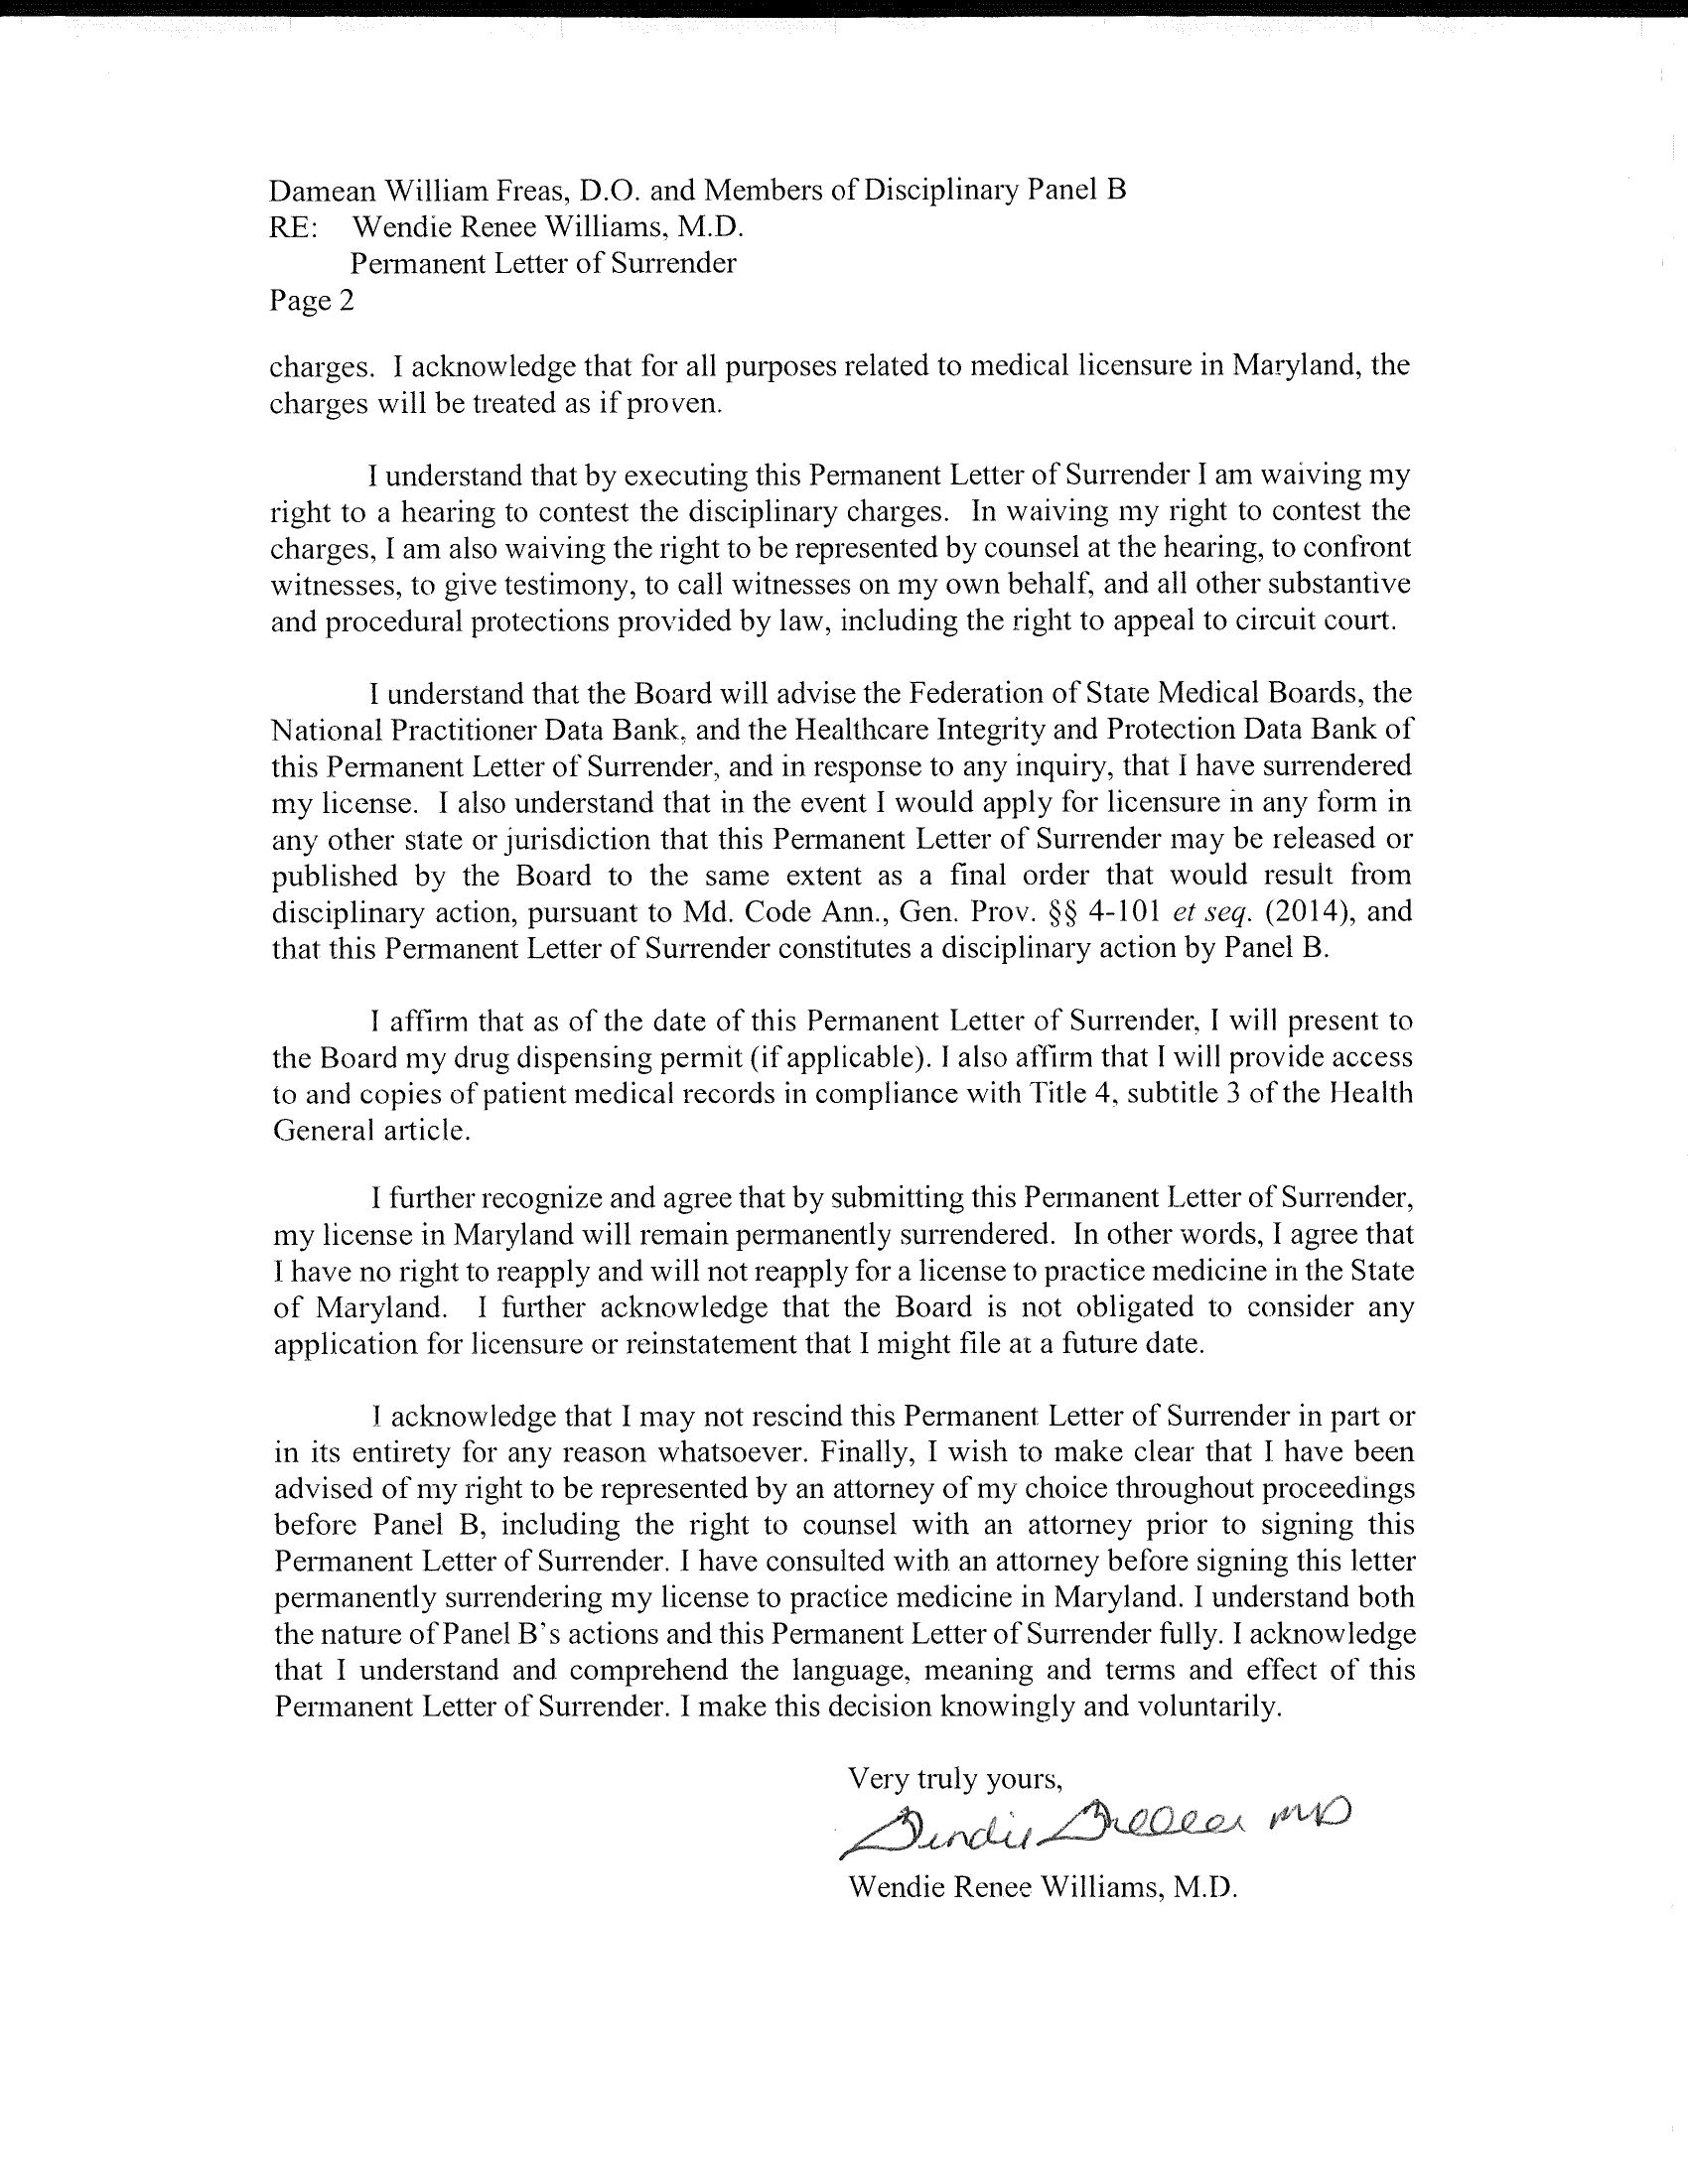 Damean William Freas, D.O. and Members of Disciplinary Panel B
RE: Wendie Renee Williams, M.D.
Permanent Letter of Surrender
Page 2
charges. I acknowledge that for all purposes related to medical licensure in Maryland, the
charges will be treated as if proven.
I understand that by executing this Permanent Letter of Surrender I am waiving my
right to a hearing to contest the disciplinary charges. In waiving my right to contest the
charges, I am also waiving the right to be represented by counsel at the hearing, to confront
witnesses, to give testimony, to call witnesses on my own behalf, and all other substantive
and procedural protections provided by law, including the right to appeal to circuit court.
I understand that the Board will advise the Federation of State Medical Boards, the
National Practitioner Data Bank, and the Healthcare Integrity and Protection Data Bank of
this Permanent Letter of Surrender, and in response to any inquiry, that I have surrendered
my license. I also understand that in the event I would apply for licensure in any form in
any other state or jurisdiction that this Permanent Letter of Surrender may be released or
published by the Board to the same extent as a final order that would result from
disciplinary action, pursuant to Md. Code Ann., Gen. Prov. §§ 4-101 et seq. (2014), and
that this Permanent Letter of Surrender constitutes a disciplinary action by Panel B.
I affirm that as of the date of this Permanent Letter of Surrender, I will present to
the Board my drug dispensing permit (if applicable). I also affirm that I will provide access
to and copies of patient medical records in compliance with Title 4, subtitle 3 of the Health
General article.
I further recognize and agree that by submitting this Permanent Letter of Surrender,
my license in Maryland will remain permanently surrendered. In other words, I agree that
I have no right to reapply and will not reapply for a license to practice medicine in the State
of Maryland. I further acknowledge that the Board is not obligated to consider any
application for licensure or reinstatement that I might file at a future date.
I acknowledge that I may not rescind this Permanent Letter of Surrender in part or
in its entirety for any reason whatsoever. Finally, I wish to make clear that I have been
advised of my right to be represented by an attorney of my choice throughout proceedings
before Panel B, including the right to counsel with an attorney prior to signing this
Permanent Letter of Surrender. I have consulted with an attorney before signing this letter
permanently surrendering my license to practice medicine in Maryland. I understand both
the nature of Panel B's actions and this Permanent Letter of Surrender fully. I acknowledge
that I understand and comprehend the language, meaning and terms and effect of this
Permanent Letter of Surrender. I make this decision knowingly and voluntarily.
Very truly yours,
MD
Wendie Renee Williams, M.D.